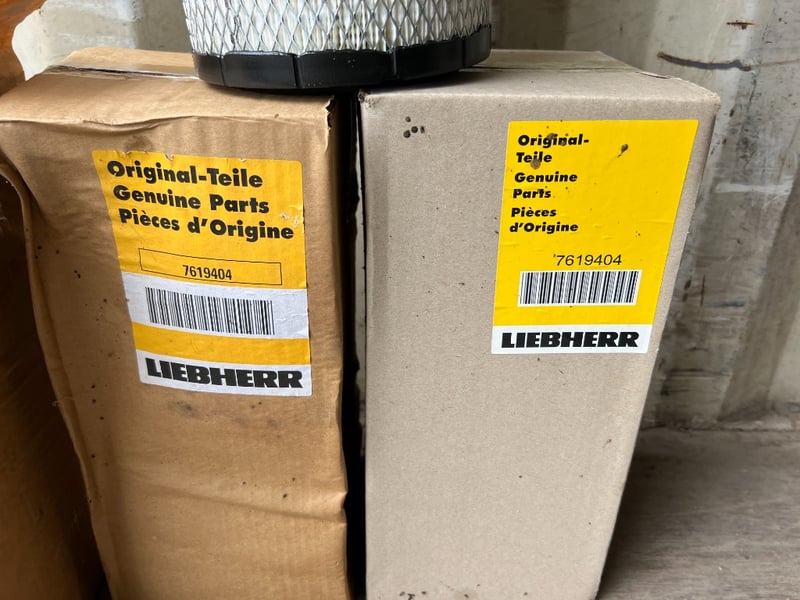 Original-Teile
Genuine Parts
Pièces d'Origine
7619404
LIEBHERR
Original-
Teile
Genuine
Parts
Pièces
d'Origine
7619404
LIEBHERR